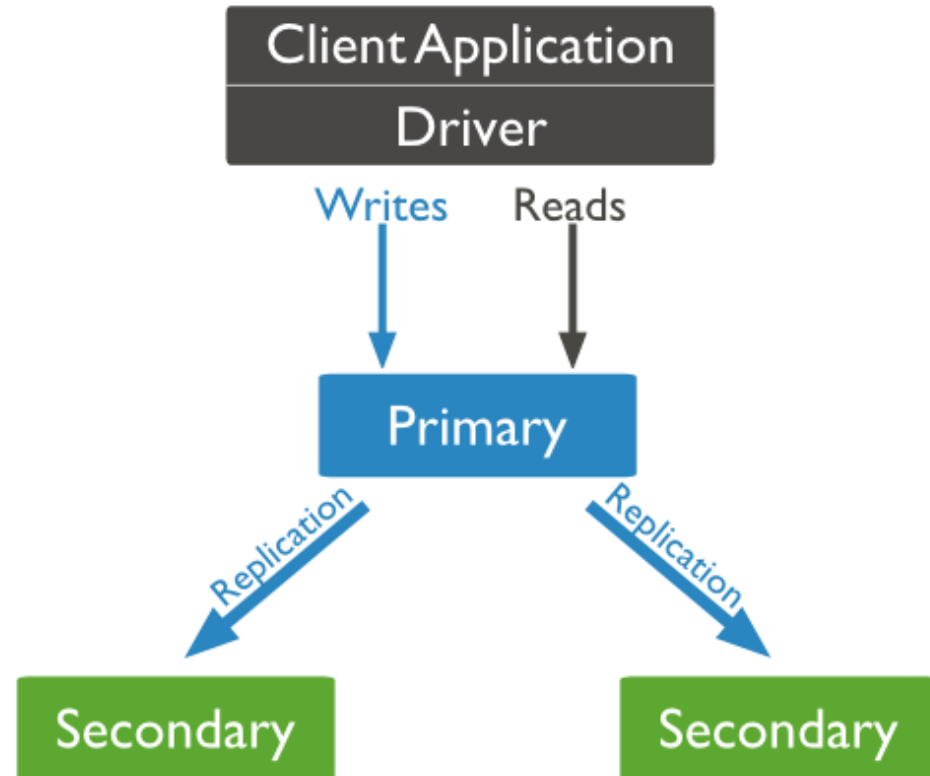 Client Application
Driver
Writes
Reads
Primary
Replication
Replication
Secondary
Secondary